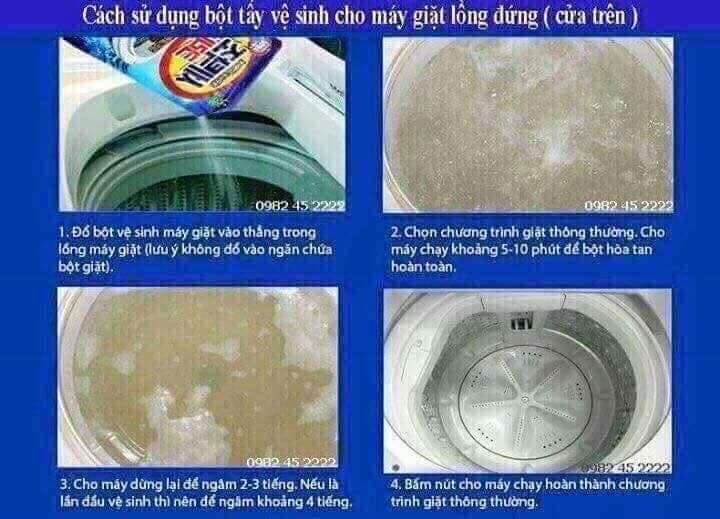 Cách sử dụng bột tẩy vệ sinh cho máy giặt lồng đứng ( cửa trên )
0982 45 2222
1. Đổ bột vệ sinh máy giặt vào thẳng trong
lồng máy giặt (lưu ý không đổ vào ngăn chứa
bột giặt).
0982 45 2222
2. Chọn chương trình giặt thông thường. Cho
máy chạy khoảng 5-10 phút để bột hòa tan
hoàn toàn.
0982 45 2222
3. Cho máy dừng lại để ngâm 2-3 tiếng. Nếu là
lần đầu vệ sinh thì nên để ngâm khoảng 4 tiếng.
0982 45 2222
4. Bấm nút cho máy chạy hoàn thành chương
trình giặt thông thường.